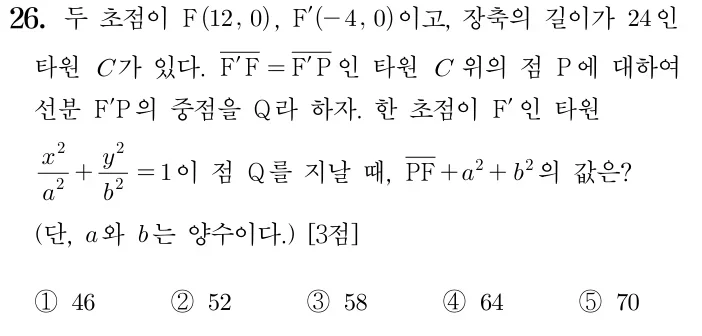 26. 두 초점이 F(12, 0), F′(−4, 0)이고, 장축의 길이가 24인
타원 C가 있다. F′F = F′P인 타원 C 위의 점 P에 대하여
선분 F′P의 중점을 Q라 하자. 한 초점이 F′인 타원
x²/a² + y²/b² = 1이 점 Q를 지날 때, PF + a² + b²의 값은?
(단, a와 b는 양수이다.) [3점]
① 46 ② 52 ③ 58 ④ 64 ⑤ 70